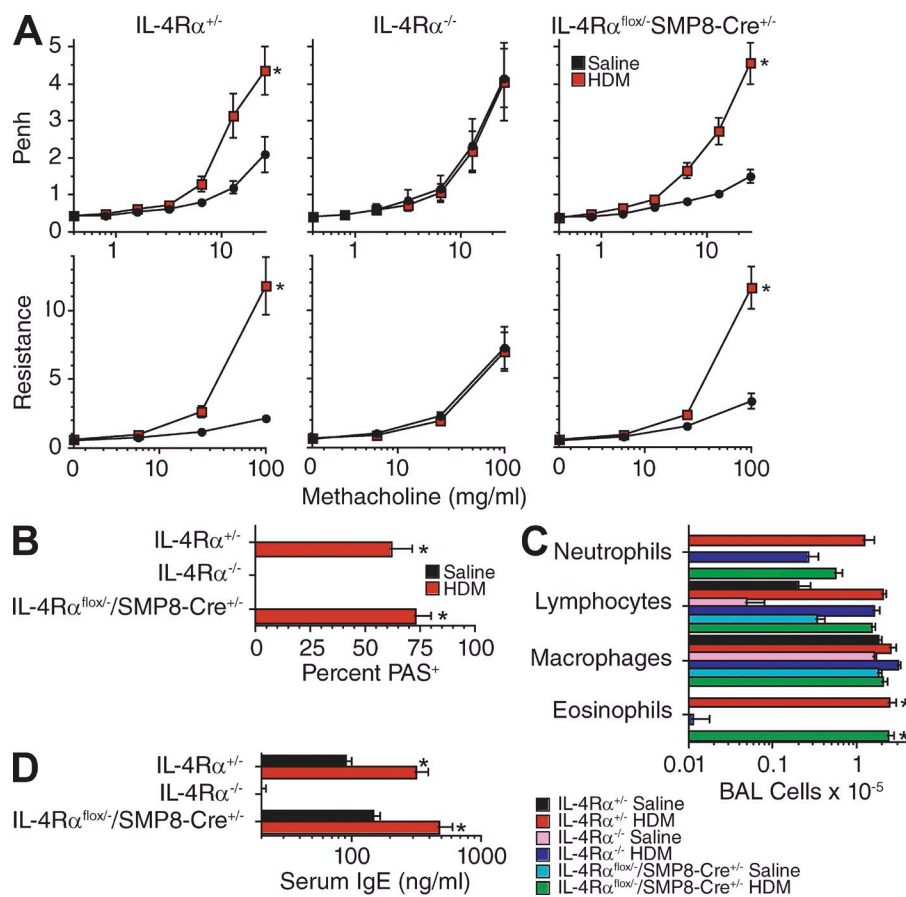 A
IL-4Rα+/-
IL-4Rα-/-
IL-4Rαflox/-SMP8-Cre+/-
Saline
HDM
Penh
5
4
3
2
1
0
*
*
1 10
1 10
1 10
Resistance
10
5
0
*
*
0 10 100
0 10 100
0 10 100
Methacholine (mg/ml)
B
IL-4Rα+/-
IL-4Rα-/-
IL-4Rαflox/-/SMP8-Cre+/-
*
*
Saline
HDM
0 25 50 75 100
Percent PAS+
C
Neutrophils
Lymphocytes
Macrophages
Eosinophils
*
*
0.01 0.1 1
BAL Cells x 10-5
IL-4Rα+/- Saline
IL-4Rα+/- HDM
IL-4Rα-/- Saline
IL-4Rα-/- HDM
IL-4Rαflox/-/SMP8-Cre+/- Saline
IL-4Rαflox/-/SMP8-Cre+/- HDM
D
IL-4Rα+/-
IL-4Rα-/-
IL-4Rαflox/-/SMP8-Cre+/-
*
*
100 1000
Serum IgE (ng/ml)